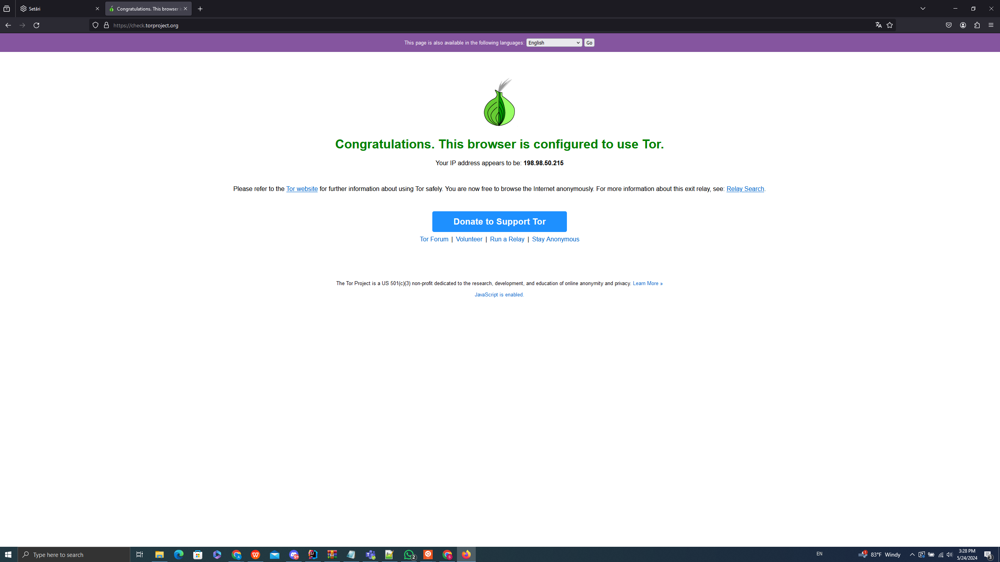 Setări
Congratulations. This browser is
https://check.torproject.org
This page is also available in the following languages: English Go
Congratulations. This browser is configured to use Tor.
Your IP address appears to be: 198.98.50.215
Please refer to the Tor website for further information about using Tor safely. You are now free to browse the Internet anonymously. For more information about this exit relay, see: Relay Search.
Donate to Support Tor
Tor Forum | Volunteer | Run a Relay | Stay Anonymous
The Tor Project is a US 501(c)(3) non-profit dedicated to the research, development, and education of online anonymity and privacy. Learn More »
JavaScript is enabled.
Type here to search
A
9+
2
S
EN
1
83°F Windy
3:28 PM
5/24/2024
3